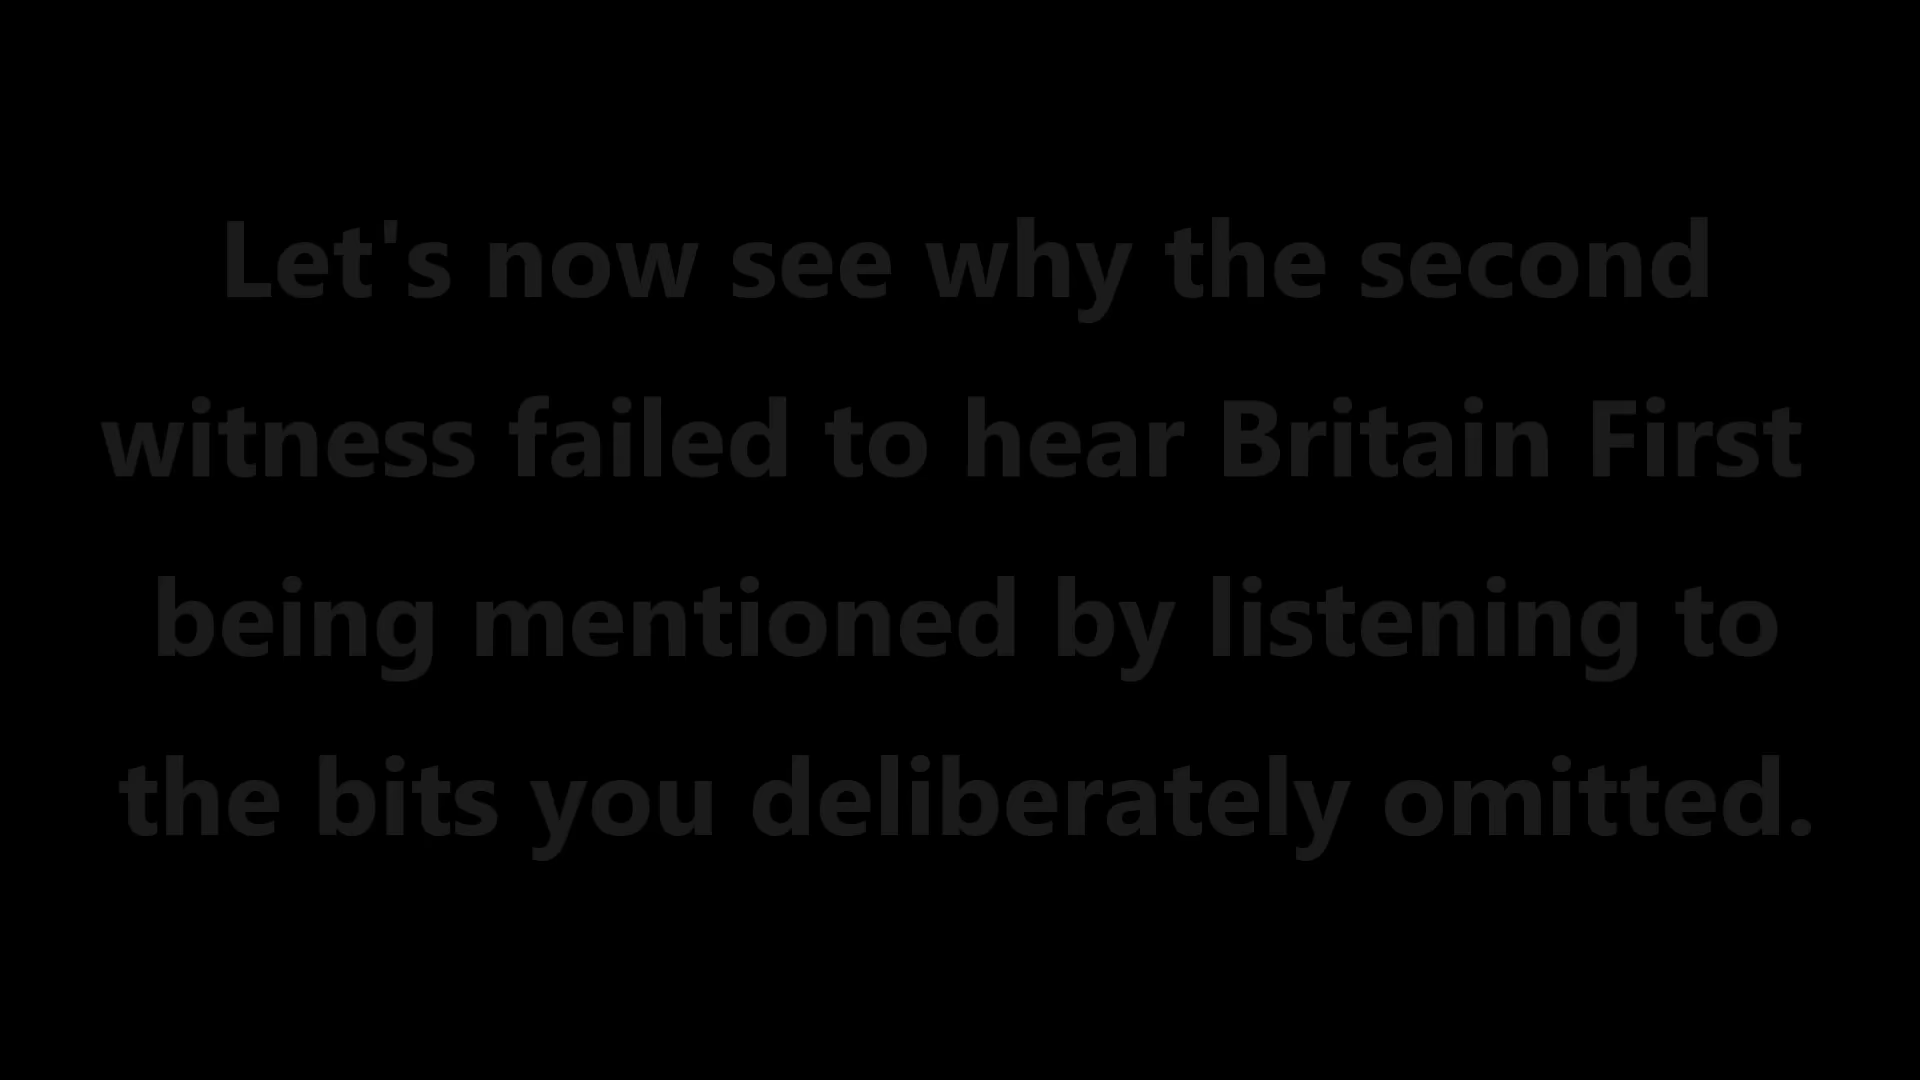 Let's now see why the second
witness failed to hear Britain First
being mentioned by listening to
the bits you deliberately omitted.